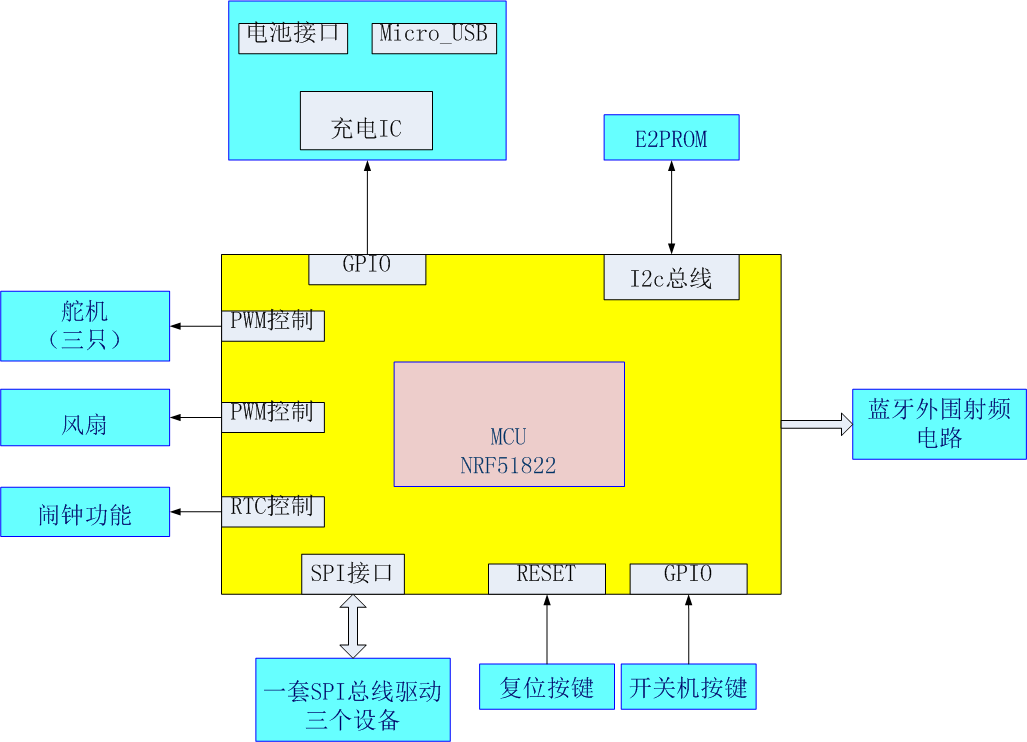 电池接口
Micro_USB
充电IC
E2PROM
GPIO
I2c总线
舵机
（三只）
PWM控制
风扇
PWM控制
MCU
NRF51822
蓝牙外围射频
电路
闹钟功能
RTC控制
SPI接口
RESET
GPIO
一套SPI总线驱动
三个设备
复位按键
开关机按键